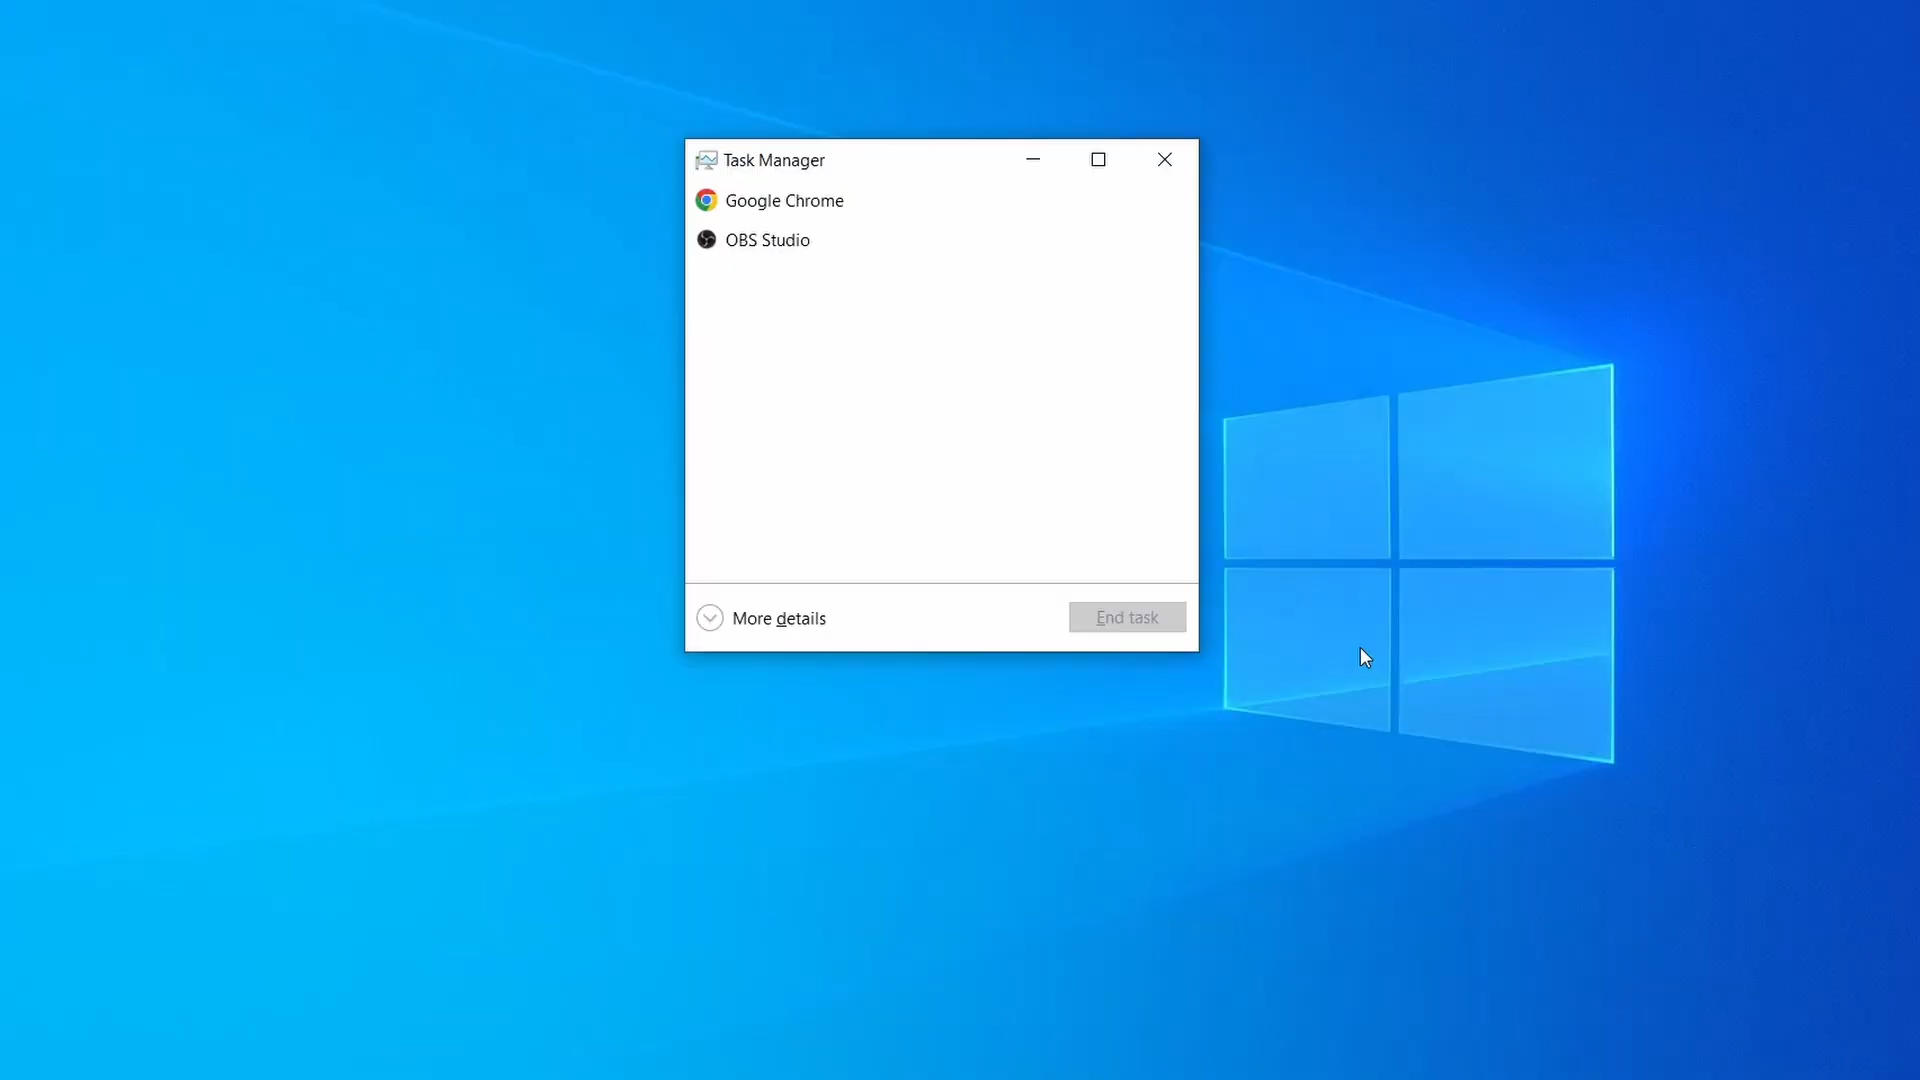 Task Manager
Google Chrome
OBS Studio
More details
End task